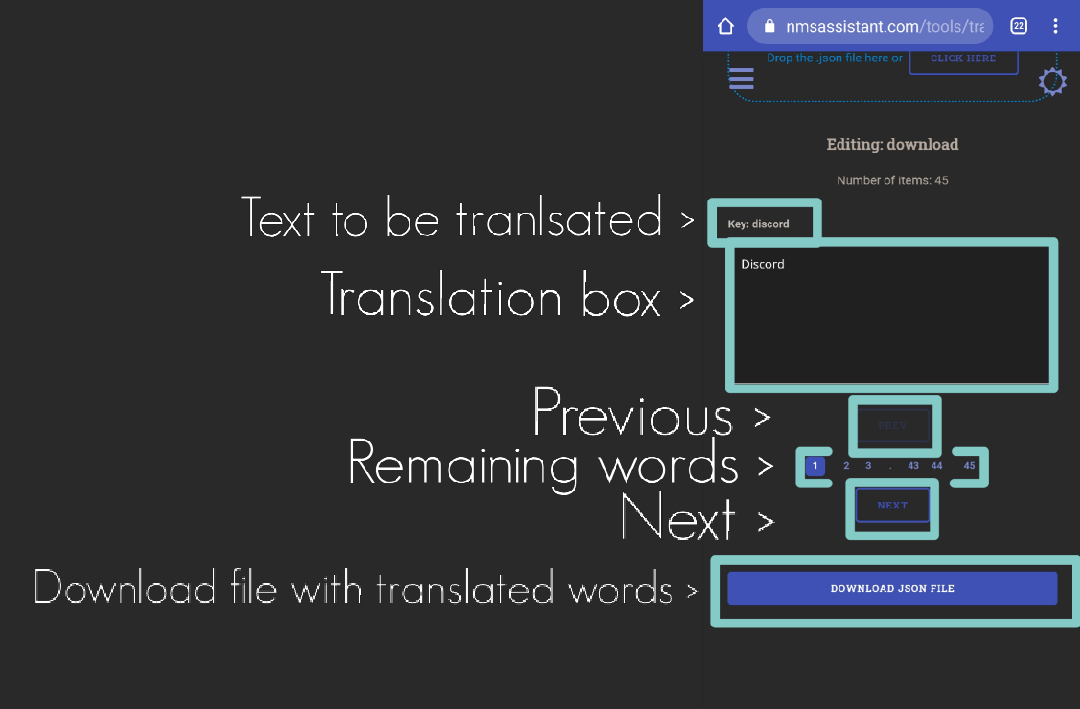 22
nmsassistant.com/tools/tra
Drop the .json file here or CLICK HERE
Editing: download
Number of items: 45
Text to be tranlsated >
Key: discord
Discord
Translation box >
Previous >
PREV
Remaining words >
1 2 3 . 43 44 45
Next >
NEXT
Download file with translated words >
DOWNLOAD JSON FILE